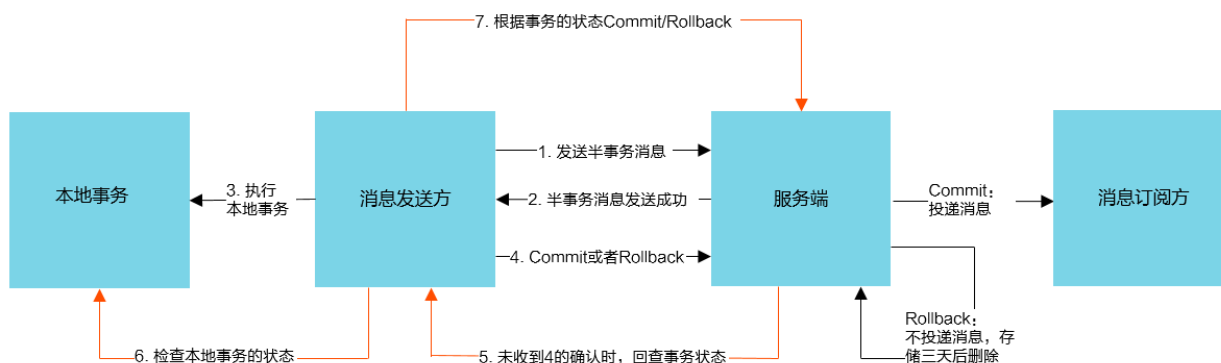 7. 根据事务的状态Commit/Rollback
1. 发送半事务消息
本地事务
3. 执行
本地事务
消息发送方
2. 半事务消息发送成功
服务端
Commit：
投递消息
消息订阅方
4. Commit或者Rollback
Rollback：
不投递消息，存
储三天后删除
6. 检查本地事务的状态
5. 未收到4的确认时，回查事务状态